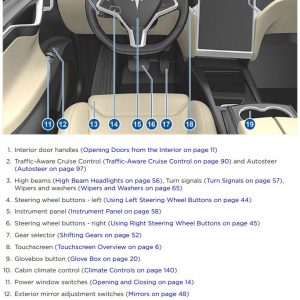 11 12 13 14 15 16 17 18 19
1. Interior door handles (Opening Doors from the Interior on page 11)
2. Traffic-Aware Cruise Control (Traffic-Aware Cruise Control on page 90) and Autosteer
(Autosteer on page 97)
3. High beams (High Beam Headlights on page 56), Turn signals (Turn Signals on page 57),
Wipers and washers (Wipers and Washers on page 65)
4. Steering wheel buttons - left (Using Left Steering Wheel Buttons on page 44)
5. Instrument panel (Instrument Panel on page 58)
6. Steering wheel buttons - right (Using Right Steering Wheel Buttons on page 45)
7. Gear selector (Shifting Gears on page 52)
8. Touchscreen (Touchscreen Overview on page 6)
9. Glovebox button (Glove Box on page 20)
10. Cabin climate control (Climate Controls on page 140)
11. Power window switches (Opening and Closing on page 14)
12. Exterior mirror adjustment switches (Mirrors on page 48)